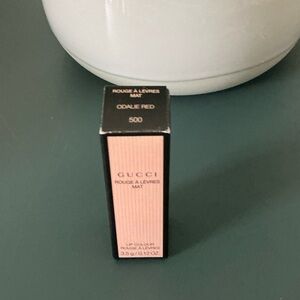 ROUGE À LÈVRES
MAT
ODALIE RED
500
GUCCI
ROUGE À LÈVRES
MAT
LIP COLOUR
ROUGE À LÈVRES
3.5 g / 0.12 OZ.